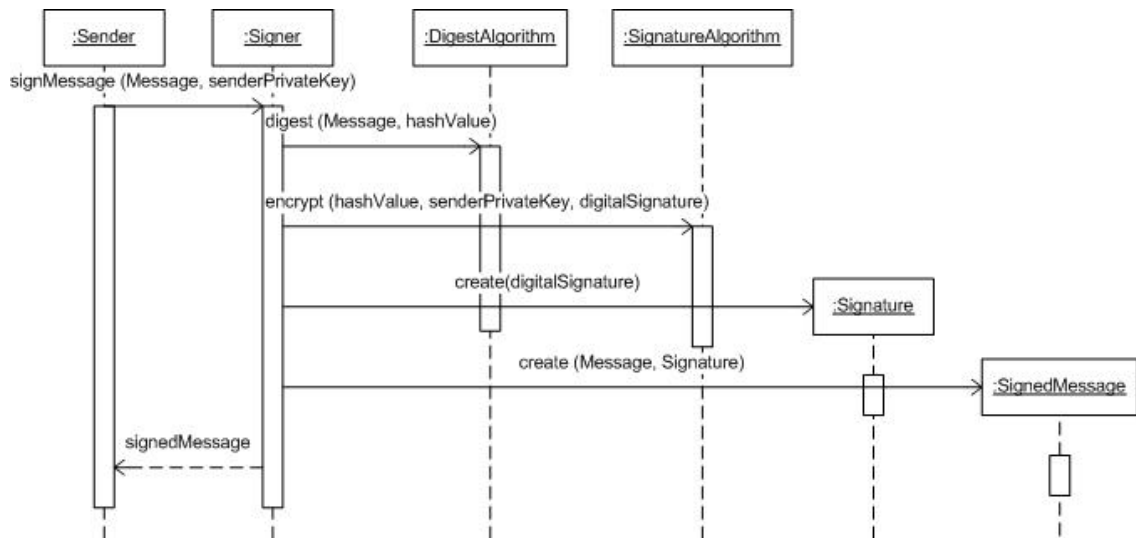 :Sender
:Signer
:DigestAlgorithm
:SignatureAlgorithm
signMessage (Message, senderPrivateKey)
digest (Message, hashValue)
encrypt (hashValue, senderPrivateKey, digitalSignature)
create(digitalSignature)
:Signature
create (Message, Signature)
:SignedMessage
signedMessage